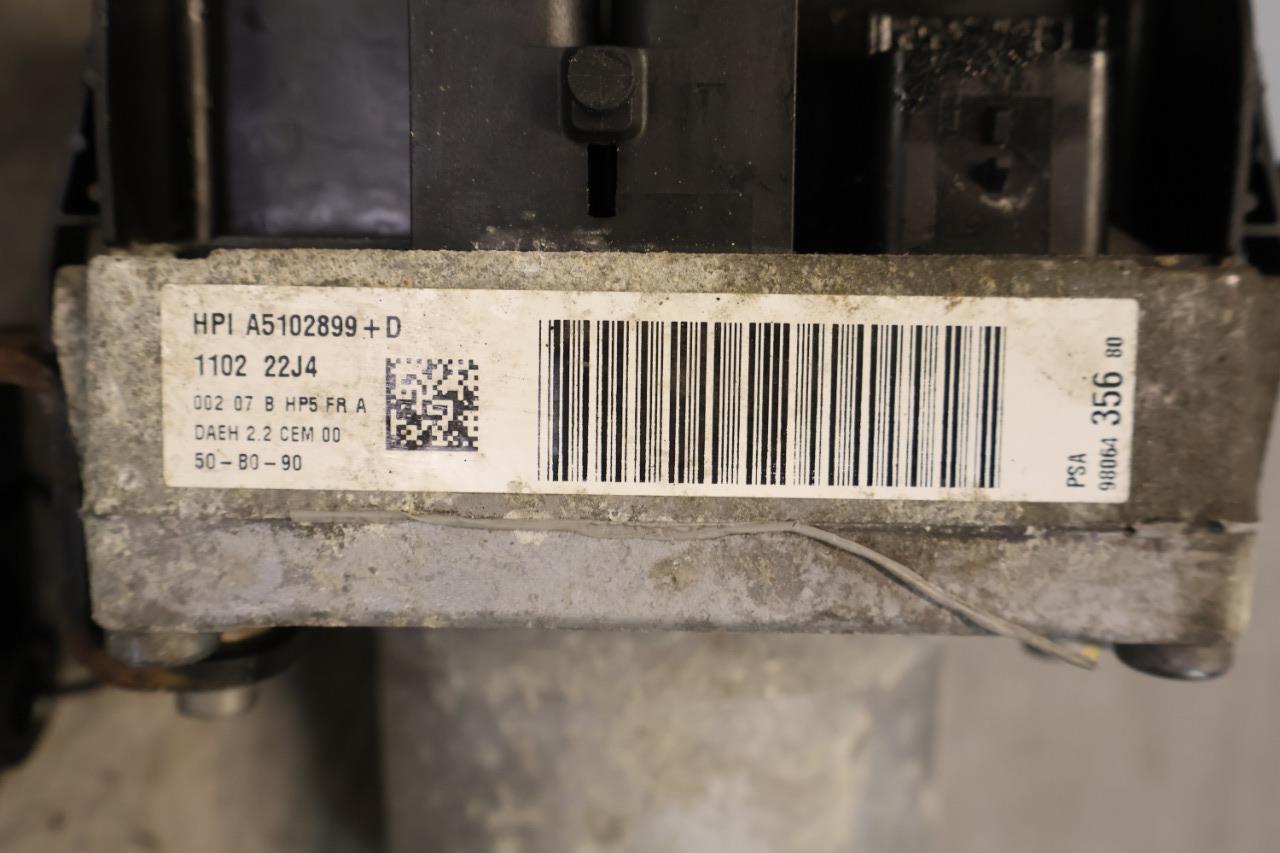 HPI A5102899+D
1102 22J4
002 07 B HP5 FR A
DAEH 2.2 CEM 00
50-80-90
PSA
98064 356 80